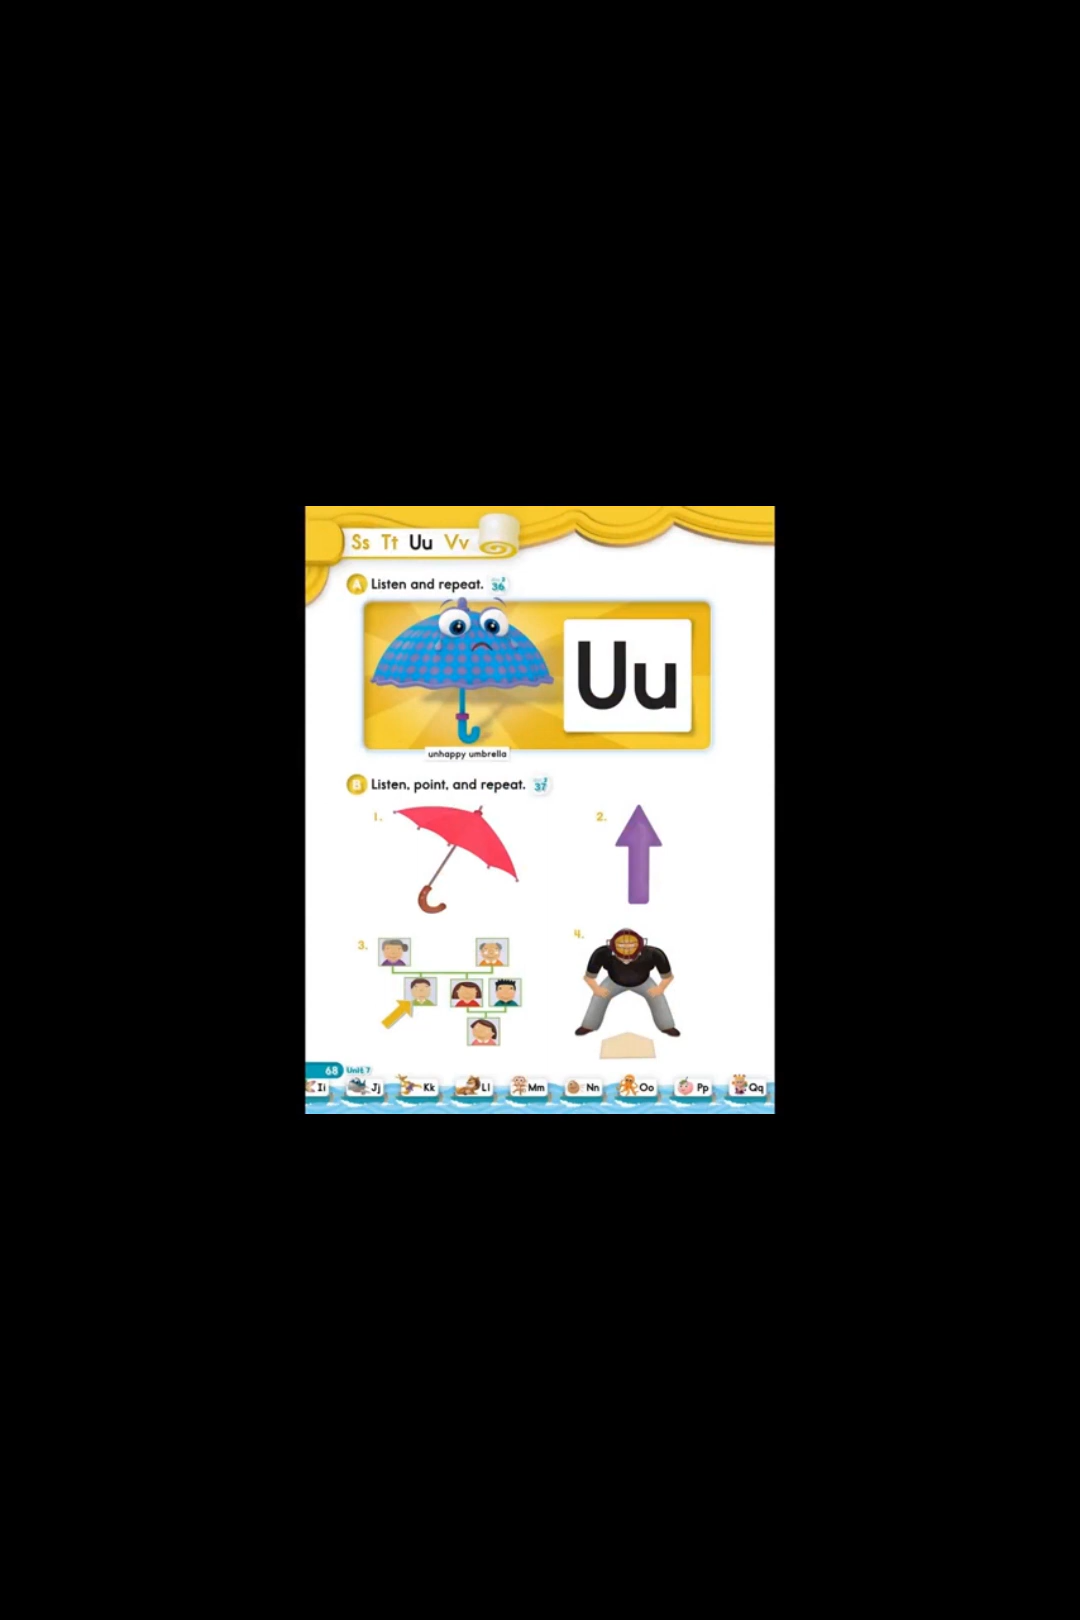 Ss Tt Uu Vv
A Listen and repeat. 36
Uu
unhappy umbrella
B Listen, point, and repeat. 37
1.
2.
3.
4.
68 Unit 7
Ii Jj Kk Ll Mm Nn Oo Pp Qq